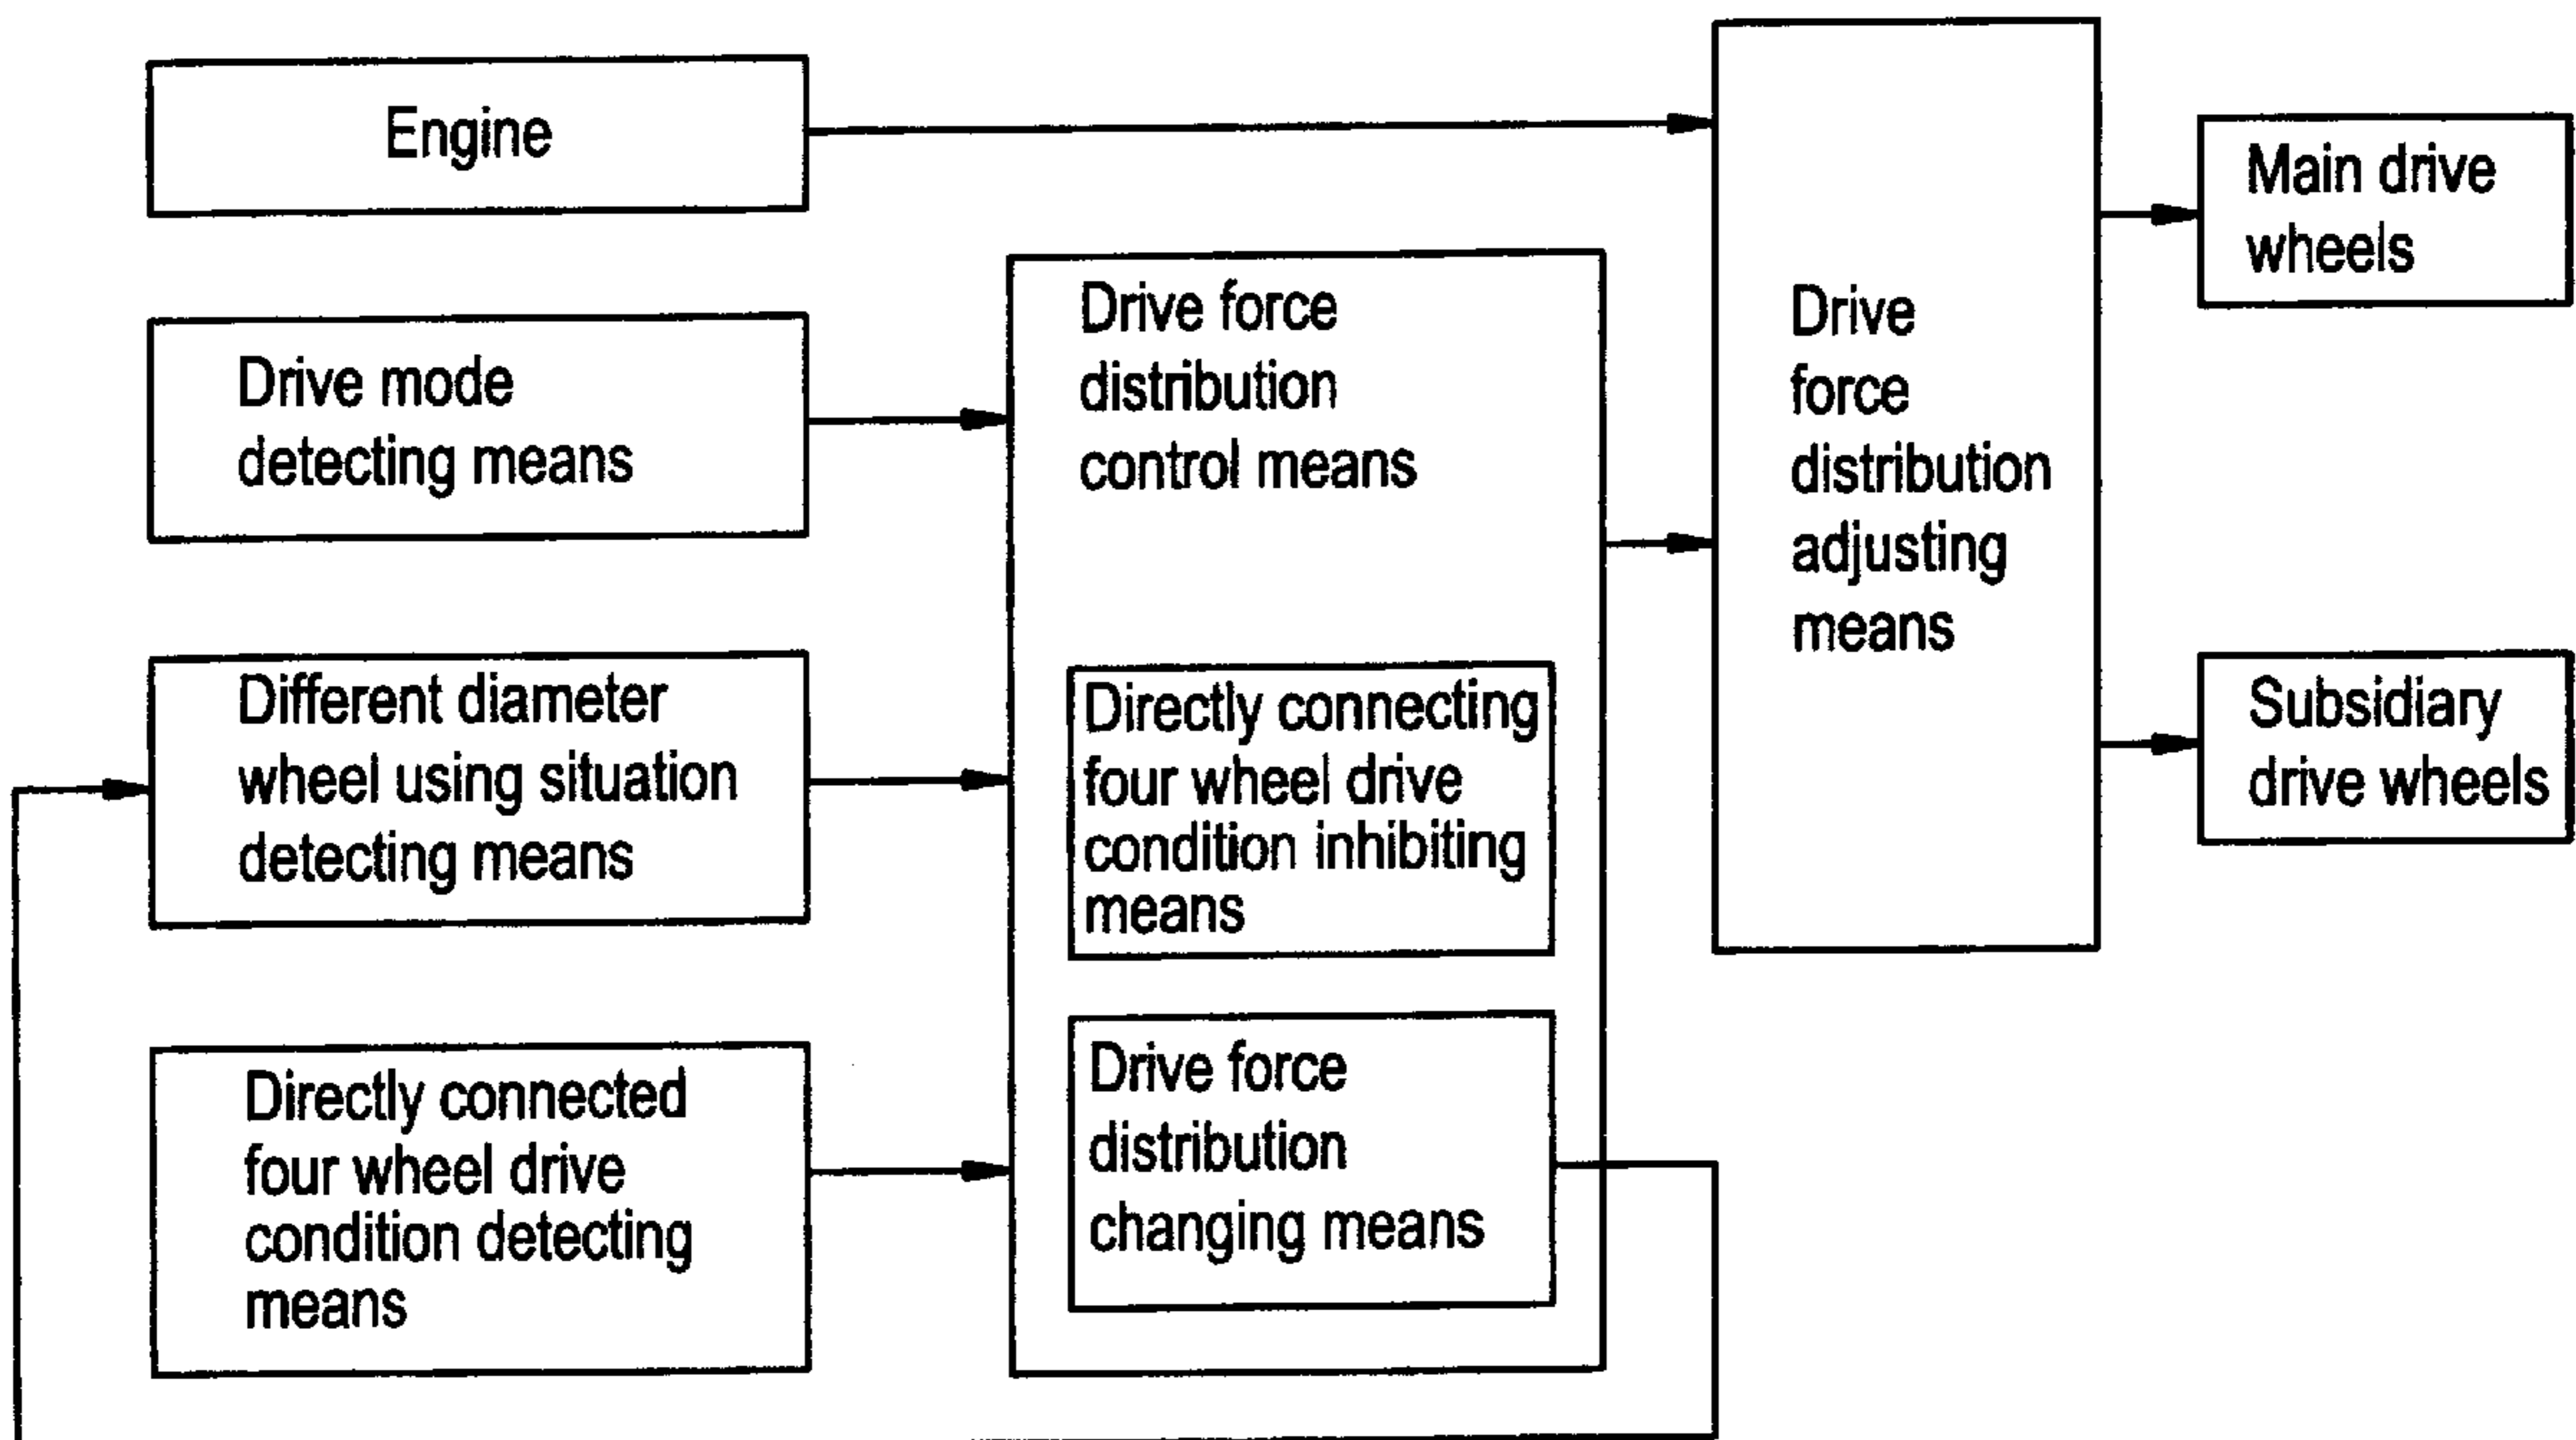 Engine
Drive mode
detecting means
Different diameter
wheel using situation
detecting means
Directly connected
four wheel drive
condition detecting
means
Drive force
distribution
control means
Directly connecting
four wheel drive
condition inhibiting
means
Drive force
distribution
changing means
Drive
force
distribution
adjusting
means
Main drive
wheels
Subsidiary
drive wheels